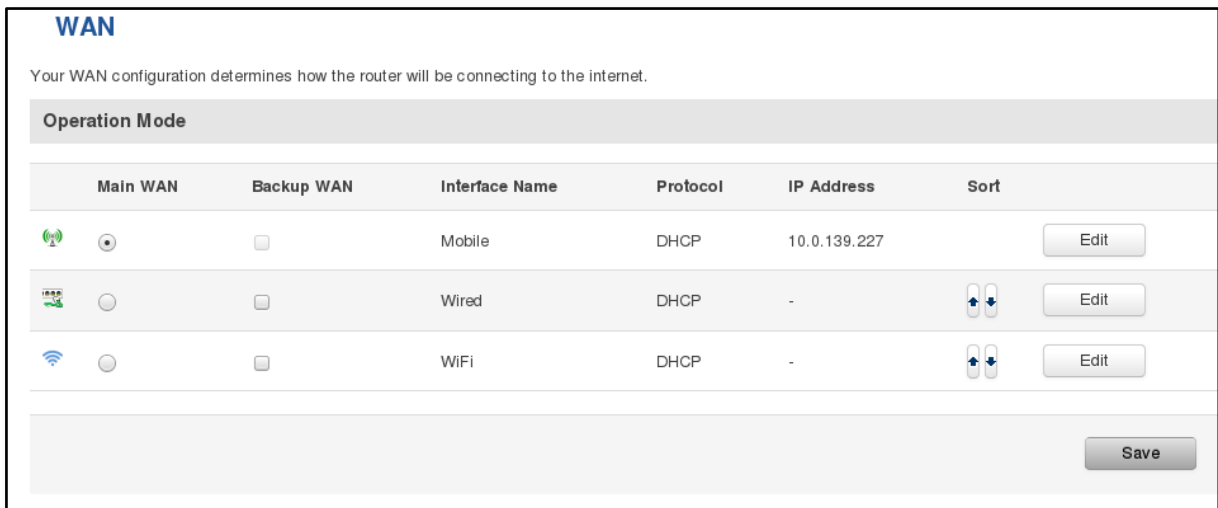 WAN
Your WAN configuration determines how the router will be connecting to the internet.
Operation Mode
Main WAN Backup WAN Interface Name Protocol IP Address Sort
Mobile DHCP 10.0.139.227 Edit
Wired DHCP - Edit
WiFi DHCP - Edit
Save